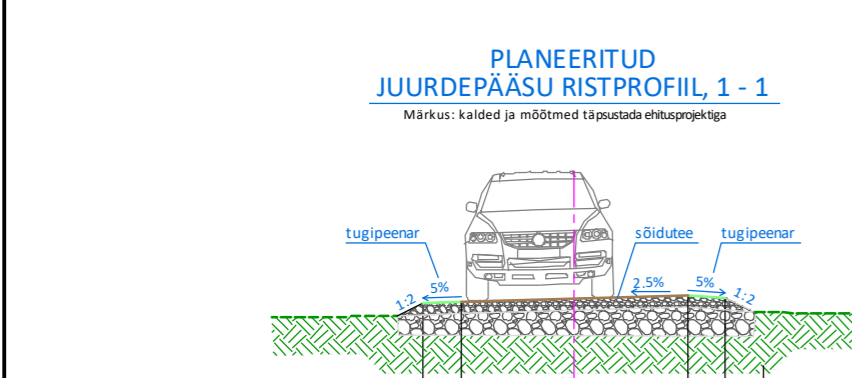 PLANEERITUD
JUURDEPÄÄSU RISTPROFIIL, 1 - 1
Märkus: kalded ja mõõtmed täpsustada ehitusprojektiga
tugipeenar
sõidutee
tugipeenar
1:2
5%
2.5%
5%
1:2